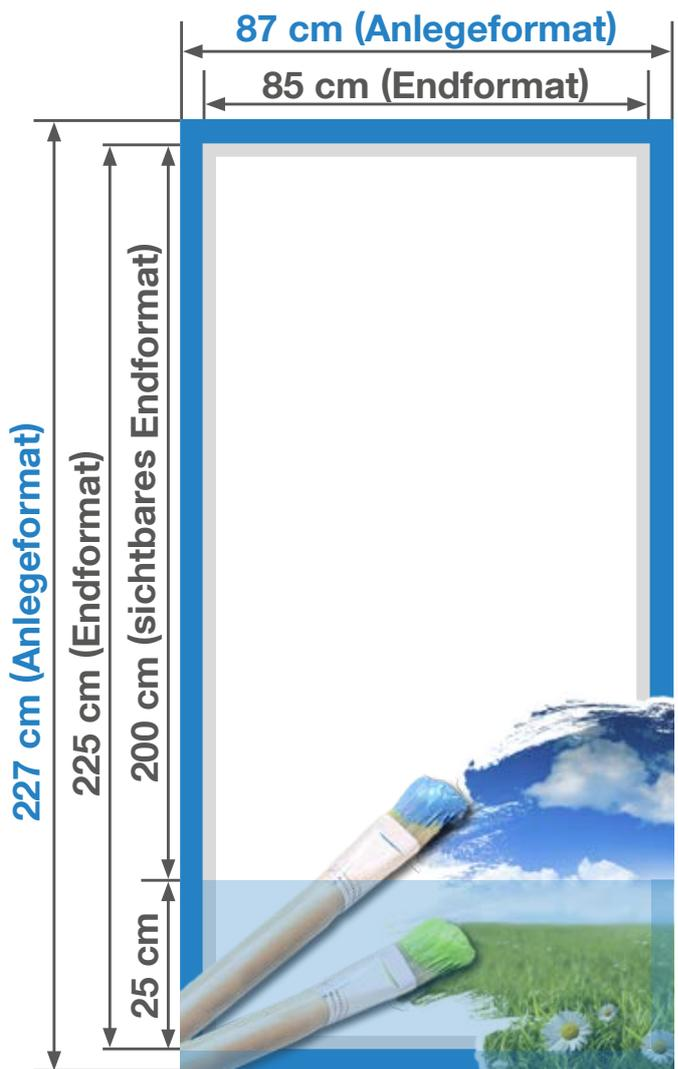 87 cm (Anlegeformat)
85 cm (Endformat)
227 cm (Anlegeformat)
225 cm (Endformat)
200 cm (sichtbares Endformat)
25 cm